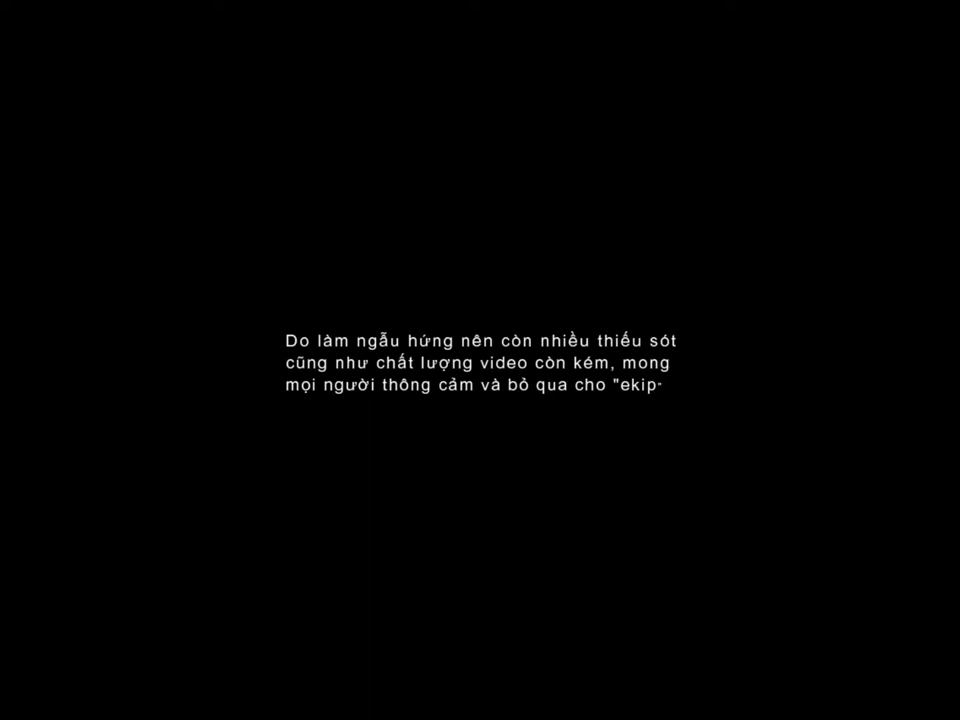 Do làm ngẫu hứng nên còn nhiều thiếu sót
cũng như chất lượng video còn kém, mong
mọi người thông cảm và bỏ qua cho "ekip"